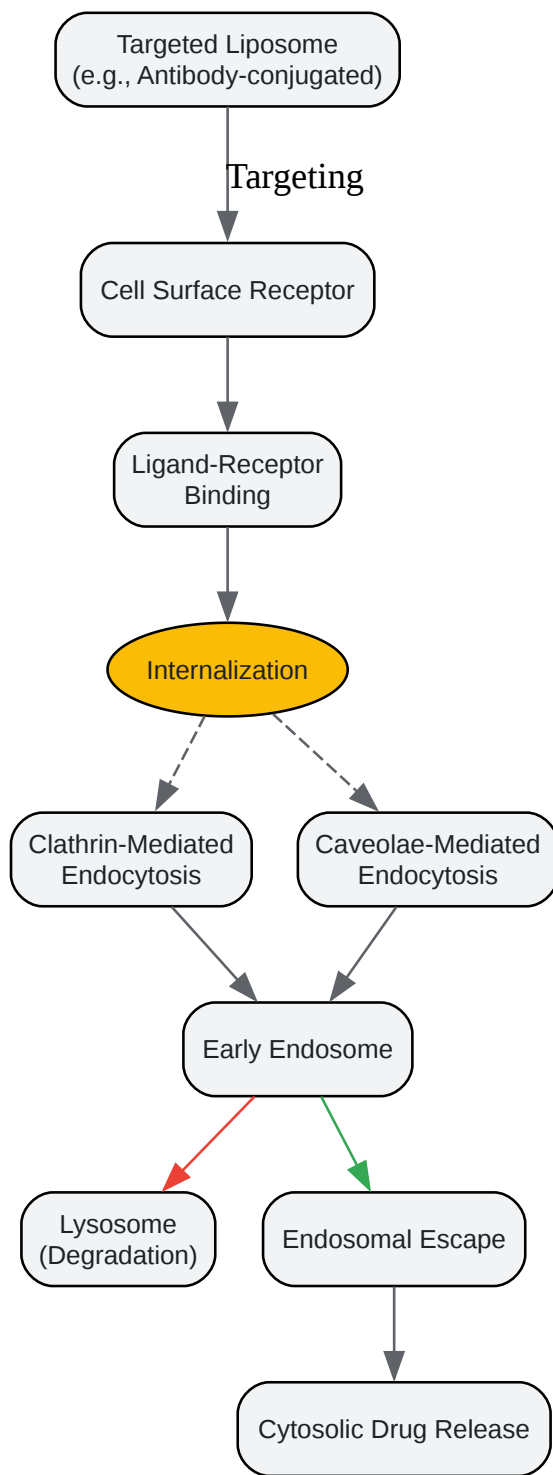 Targeted Liposome
(e.g., Antibody-conjugated)
Targeting
Cell Surface Receptor
Ligand-Receptor
Binding
Internalization
Clathrin-Mediated
Endocytosis
Caveolae-Mediated
Endocytosis
Early Endosome
Lysosome
(Degradation)
Endosomal Escape
Cytosolic Drug Release